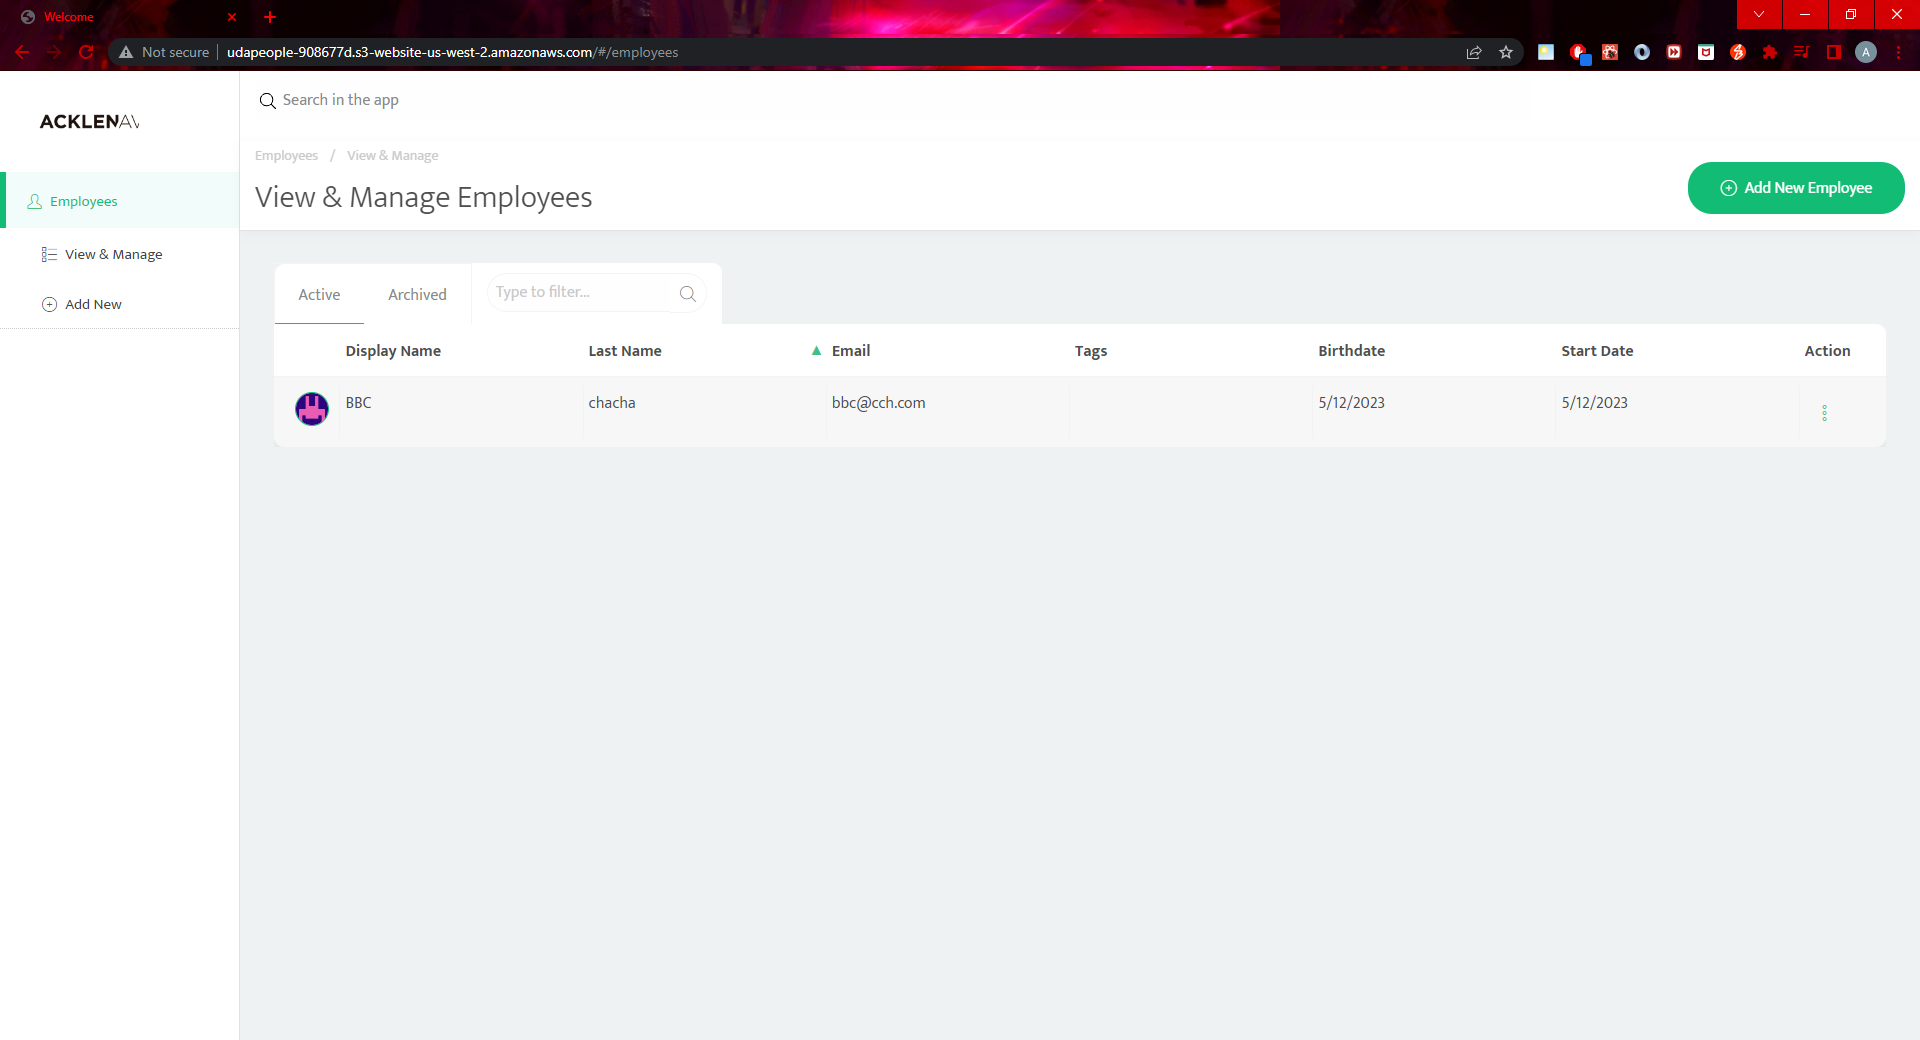 Welcome
Not secure udapeople-908677d.s3-website-us-west-2.amazonaws.com/#/employees
A
ACKLENAV
Search in the app
Employees / View & Manage
View & Manage Employees
Add New Employee
Employees
View & Manage
Add New
Active Archived Type to filter...
Display Name Last Name ▲ Email Tags Birthdate Start Date Action
BBC chacha bbc@cch.com 5/12/2023 5/12/2023